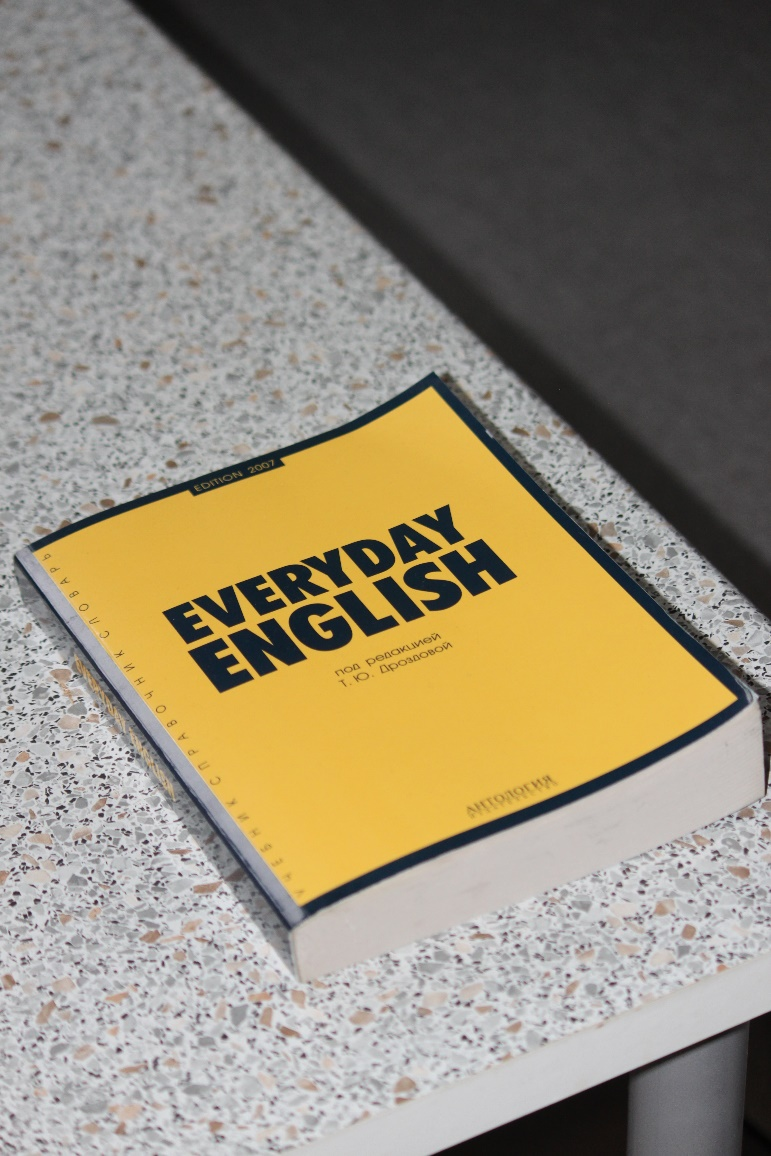 EDITION 2007
EVERYDAY
ENGLISH
под редакцией
Т. Ю. Дроздовой
АНТОЛОГИЯ
УЧЕБНИК СПРАВОЧНИК СЛОВАРЬ